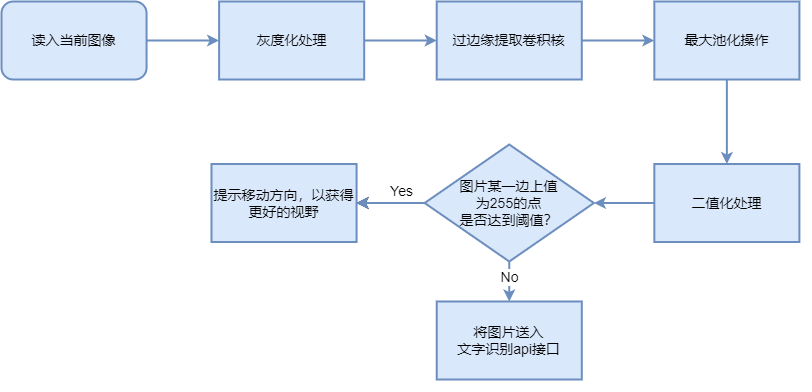 读入当前图像
灰度化处理
过边缘提取卷积核
最大池化操作
二值化处理
图片某一边上值
为255的点
是否达到阈值？
Yes
提示移动方向，以获得
更好的视野
No
将图片送入
文字识别api接口